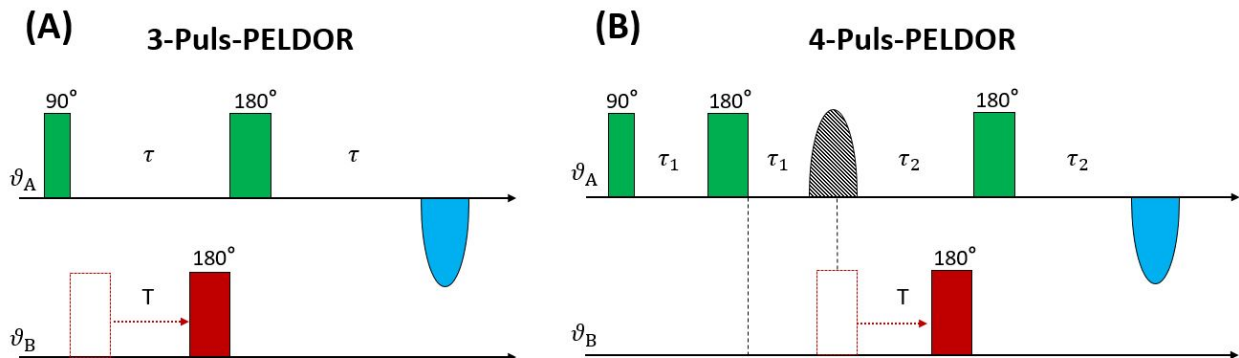 (A) 3-Puls-PELDOR
90° 180°
τ τ
ϑA
180°
T
ϑB
(B) 4-Puls-PELDOR
90° 180° 180°
τ1 τ1 τ2 τ2
ϑA
180°
T
ϑB